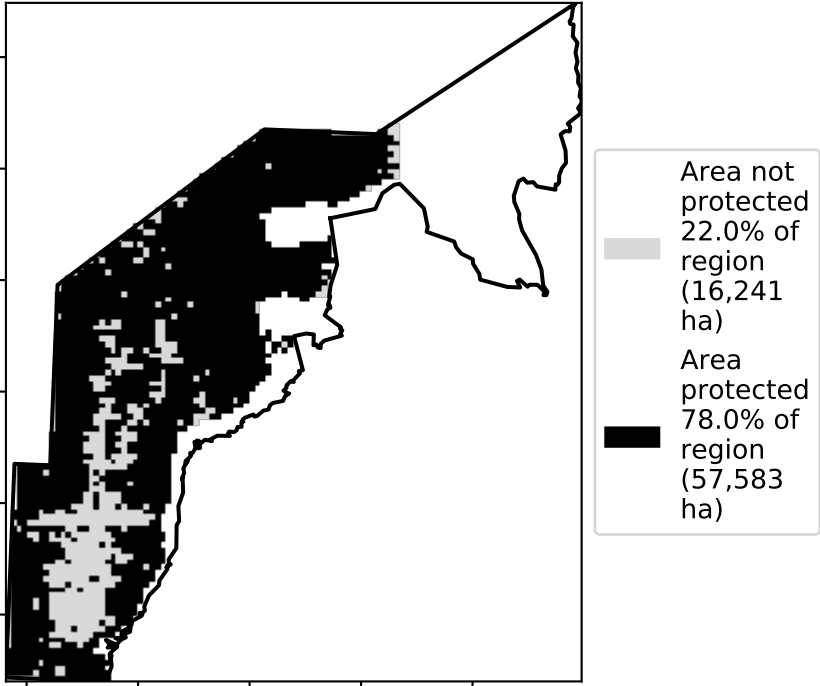 Area not
protected
22.0% of
region
(16,241
ha)
Area
protected
78.0% of
region
(57,583
ha)